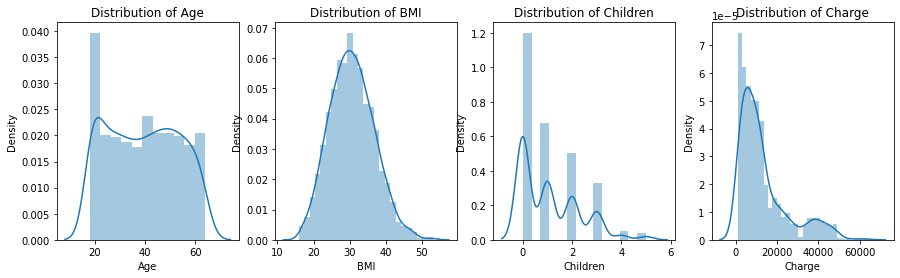 Distribution of Age
Density
0.040
0.035
0.030
0.025
0.020
0.015
0.010
0.005
0.000
20 40 60
Age
Distribution of BMI
Density
0.07
0.06
0.05
0.04
0.03
0.02
0.01
0.00
10 20 30 40 50
BMI
Distribution of Children
Density
1.2
1.0
0.8
0.6
0.4
0.2
0.0
0 2 4 6
Children
1e-5
Distribution of Charge
Density
7
6
5
4
3
2
1
0
0 20000 40000 60000
Charge